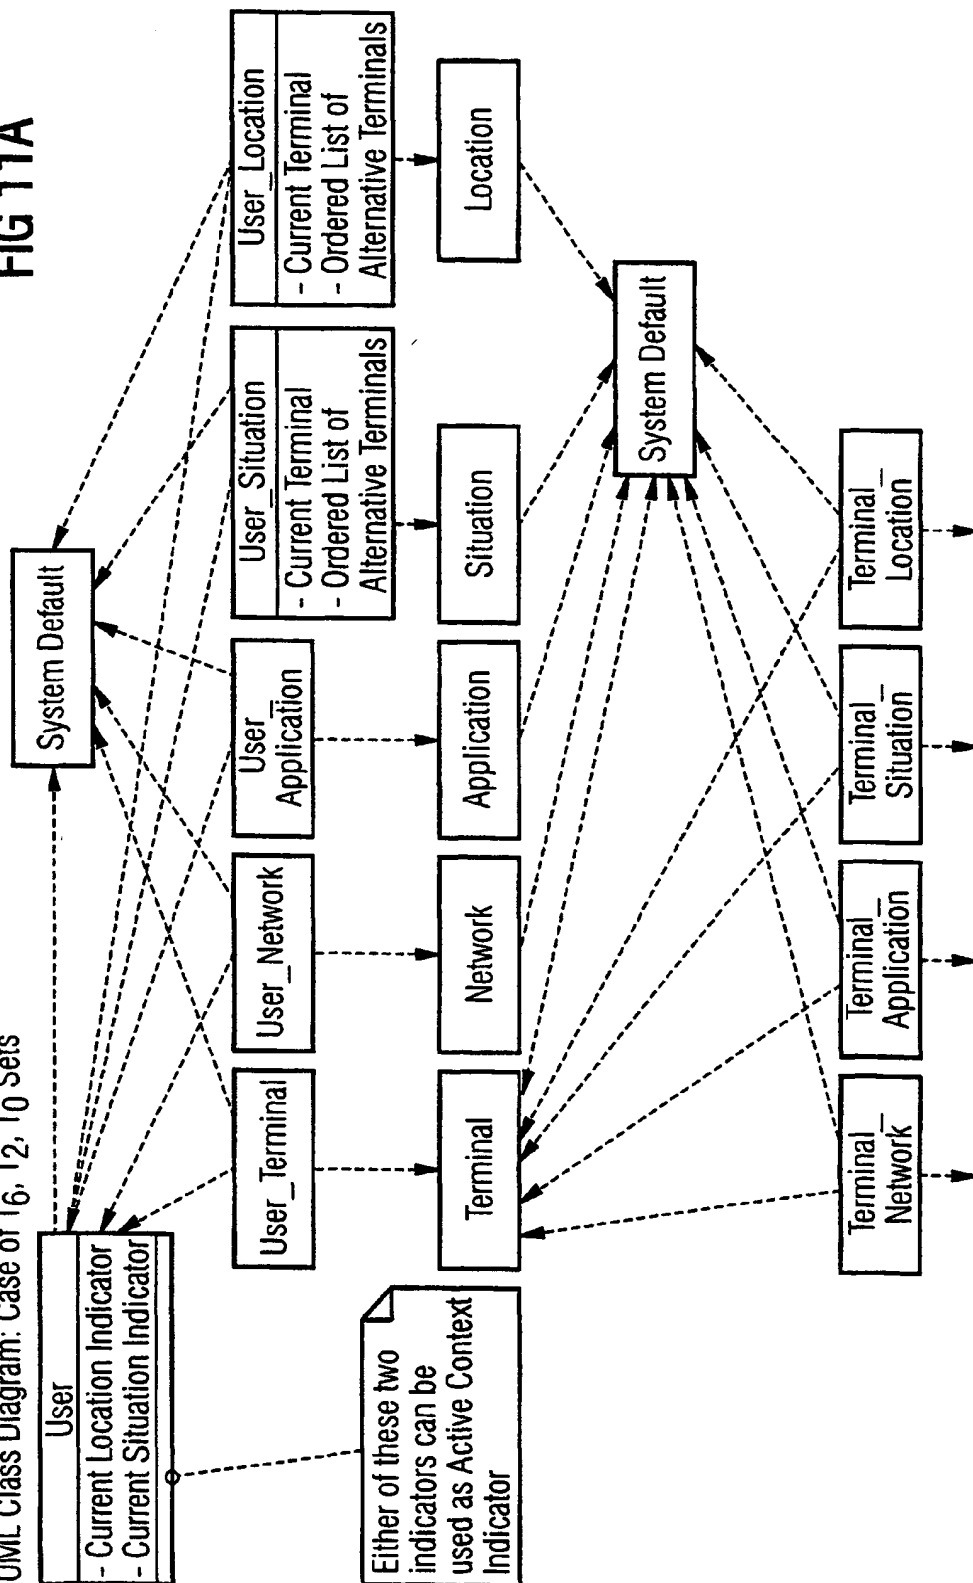 FIG 11A
UML Class Diagram: Case of T6, T2, T0 Sets
User
- Current Location Indicator
- Current Situation Indicator
System Default
User_Terminal
User_Network
User_
Application
User_Situation
- Current Terminal
- Ordered List of
Alternative Terminals
User_Location
- Current Terminal
- Ordered List of
Alternative Terminals
Either of these two
indicators can be
used as Active Context
Indicator
Terminal
Network
Application
Situation
Location
System Default
Terminal_
Network
Terminal_
Application
Terminal_
Situation
Terminal_
Location